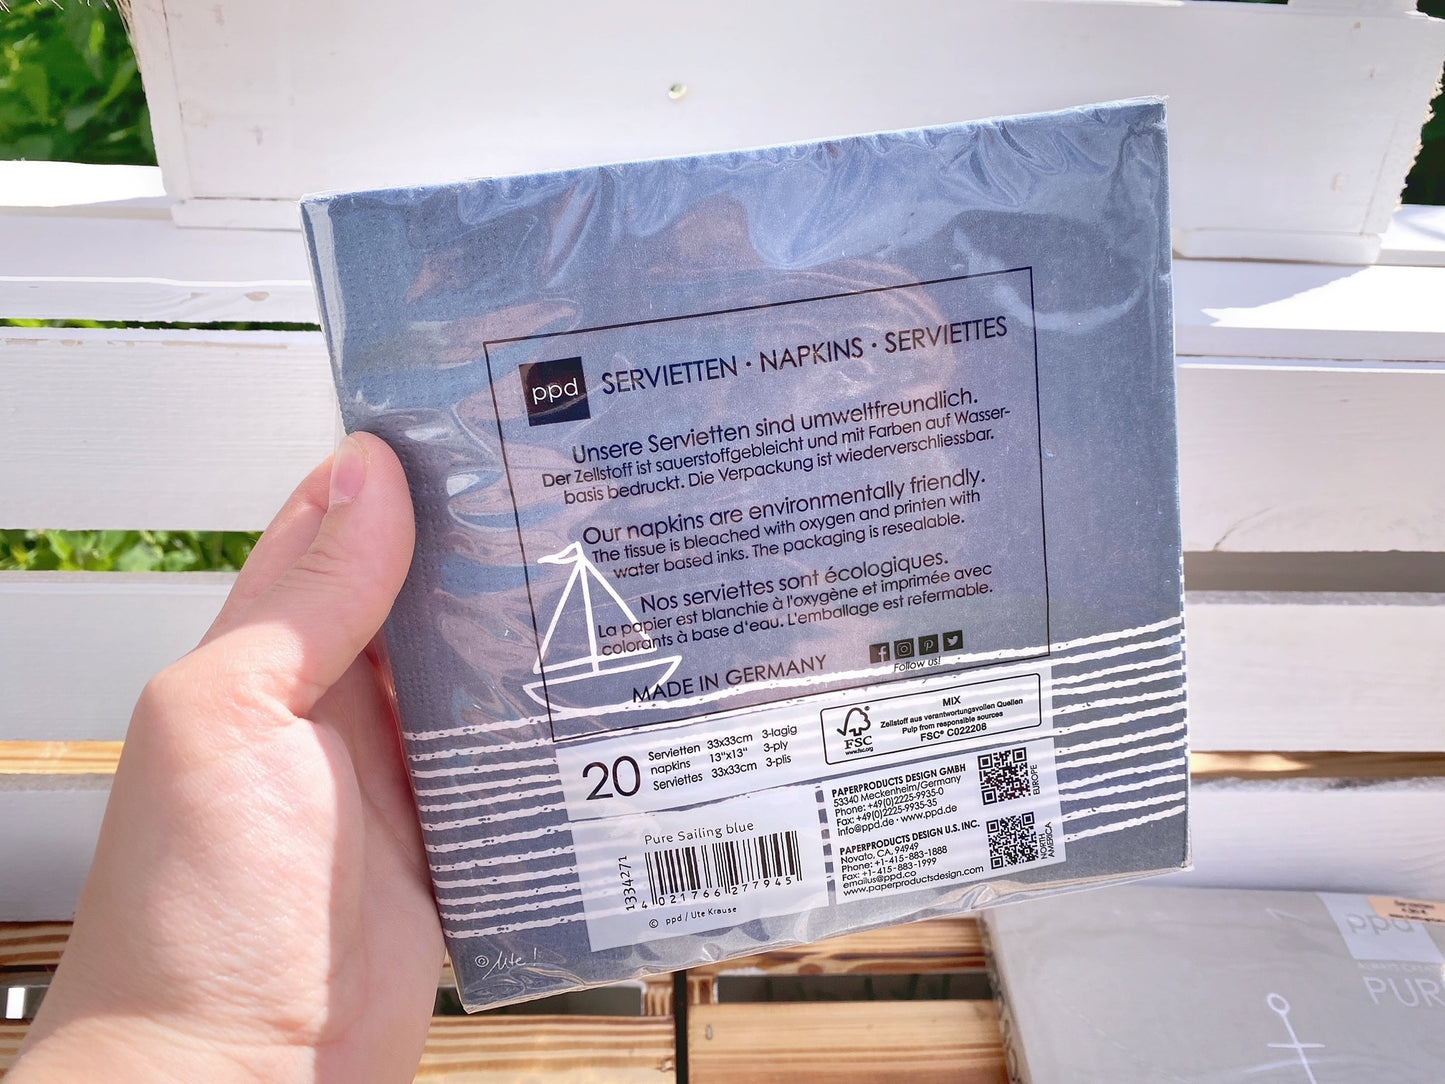 ppd
SERVIETTEN · NAPKINS · SERVIETTES
Unsere Servietten sind umweltfreundlich.
Der Zellstoff ist sauerstoffgebleicht und mit Farben auf Wasser-
basis bedruckt. Die Verpackung ist wiederverschliessbar.
Our napkins are environmentally friendly.
The tissue is bleached with oxygen and printen with
water based inks. The packaging is resealable.
Nos serviettes sont écologiques.
La papier est blanchie à l'oxygène et imprimée avec
colorants à base d'eau. L'emballage est refermable.
MADE IN GERMANY
Follow us!
20
Servietten 33x33cm 3-lagig
napkins 13"x13" 3-ply
Serviettes 33x33cm 3-plis
FSC
www.fsc.org
MIX
Zellstoff aus verantwortungsvollen Quellen
Pulp from responsible sources
FSC® C022208
Pure Sailing blue
1334271
4 021766 277945
© ppd / Ute Krause
PAPERPRODUCTS DESIGN GMBH
53340 Meckenheim/Germany
Phone: +49(0)2225-9935-0
Fax: +49(0)2225-9935-35
info@ppd.de · www.ppd.de
EUROPE
PAPERPRODUCTS DESIGN U.S. INC.
Novato, CA, 94949
Phone: +1-415-883-1888
Fax: +1-415-883-1999
emailus@ppd.co
www.paperproductsdesign.com
NORTH
AMERICA
© Ute!
ppd
PUR